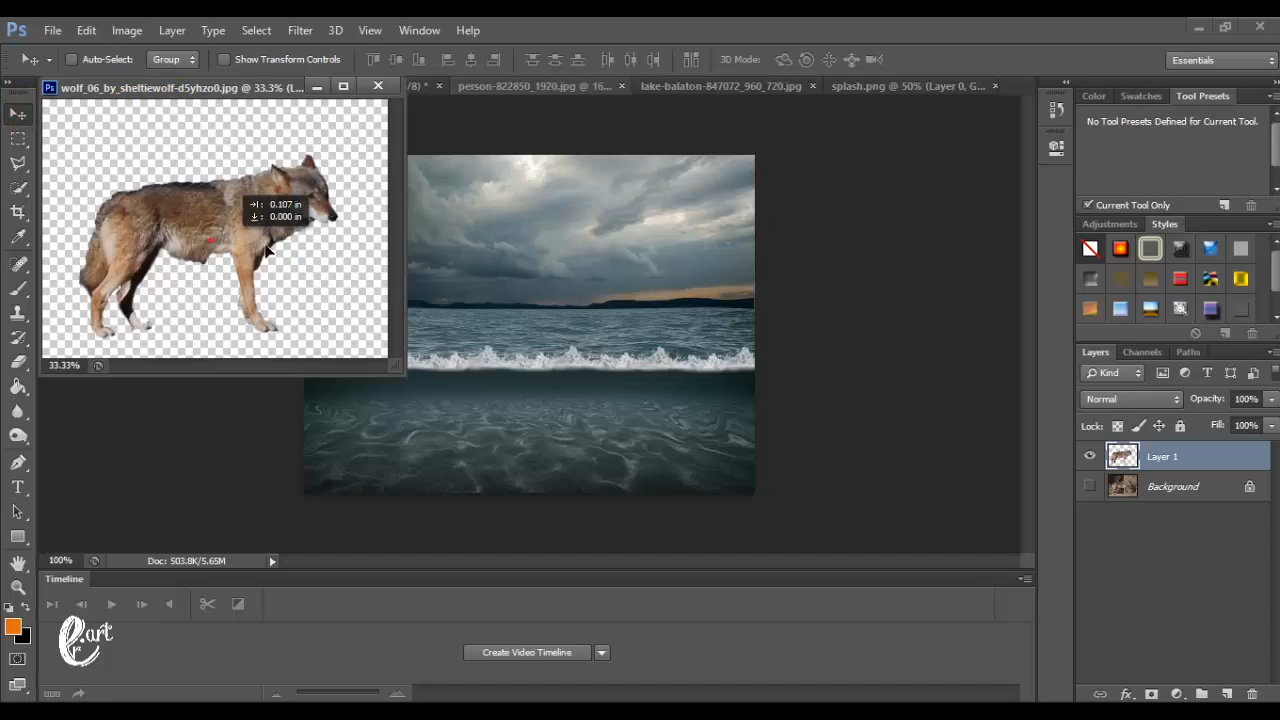 Ps File Edit Image Layer Type Select Filter 3D View Window Help
Auto-Select: Group Show Transform Controls 3D Mode: Essentials
Ps wolf_06_by_sheltiewolf-d5yhzo0.jpg @ 33.3% (L... /8) * × person-822850_1920.jpg @ 16... × lake-balaton-847072_960_720.jpg × splash.png @ 50% (Layer 0, G... ×
Color Swatches Tool Presets
No Tool Presets Defined for Current Tool.
Current Tool Only
Adjustments Styles
0.107 in
0.000 in
33.33%
Layers Channels Paths
Kind
Normal Opacity: 100%
Lock: Fill: 100%
Layer 1
Background
100% Doc: 503.8K/5.65M
Timeline
Create Video Timeline